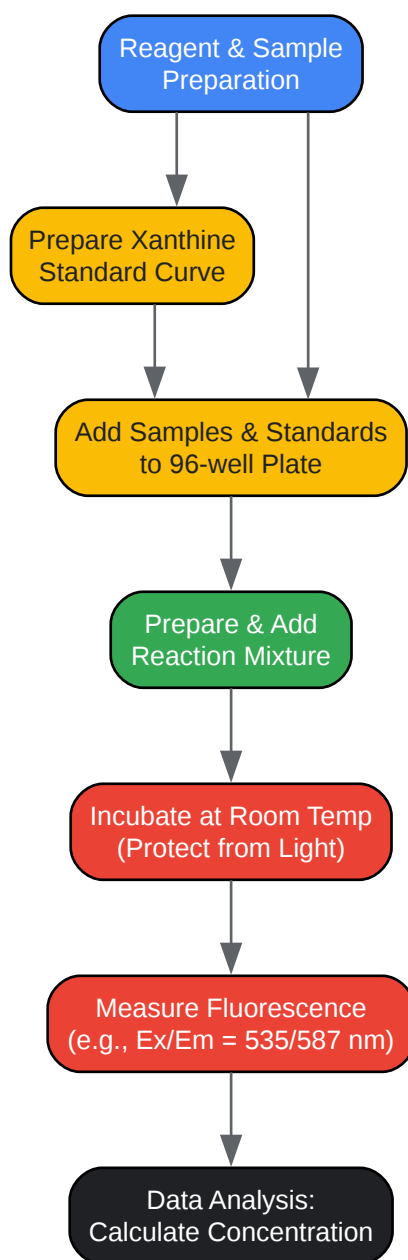 Reagent & Sample
Preparation
Prepare Xanthine
Standard Curve
Add Samples & Standards
to 96-well Plate
Prepare & Add
Reaction Mixture
Incubate at Room Temp
(Protect from Light)
Measure Fluorescence
(e.g., Ex/Em = 535/587 nm)
Data Analysis:
Calculate Concentration